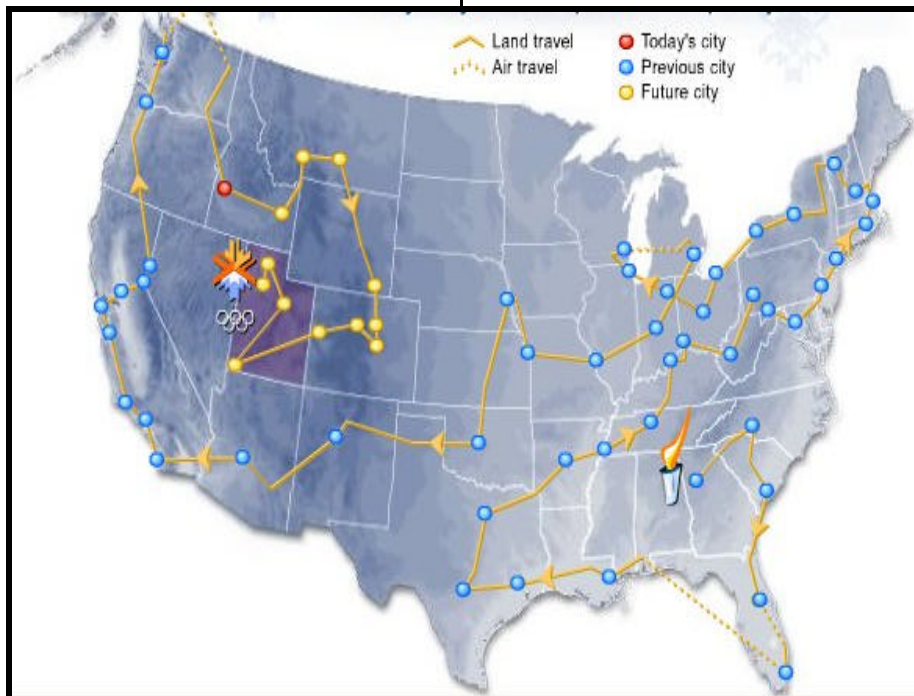 Land travel
Air travel
Today's city
Previous city
Future city